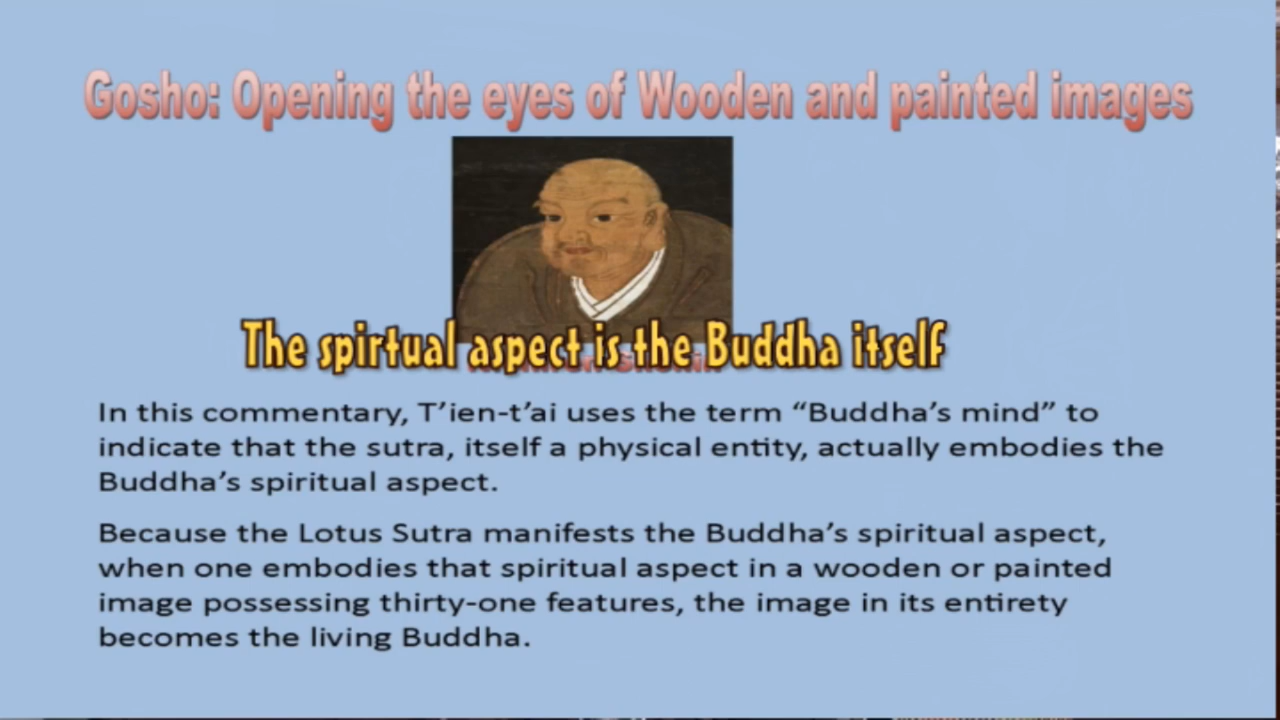 Gosho: Opening the eyes of Wooden and painted images
The spirtual aspect is the Buddha itself
In this commentary, T’ien-t’ai uses the term “Buddha’s mind” to
indicate that the sutra, itself a physical entity, actually embodies the
Buddha’s spiritual aspect.
Because the Lotus Sutra manifests the Buddha’s spiritual aspect,
when one embodies that spiritual aspect in a wooden or painted
image possessing thirty-one features, the image in its entirety
becomes the living Buddha.